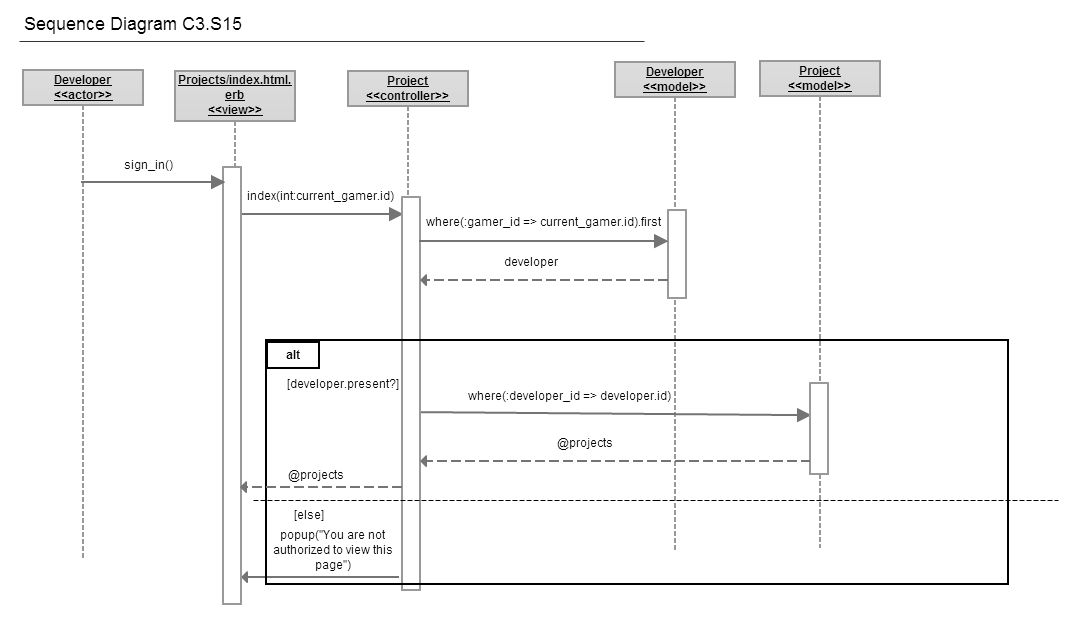 Sequence Diagram C3.S15
Developer
<<actor>>
Projects/index.html.
erb
<<view>>
Project
<<controller>>
Developer
<<model>>
Project
<<model>>
sign_in()
index(int:current_gamer.id)
where(:gamer_id => current_gamer.id).first
developer
alt
[developer.present?]
where(:developer_id => developer.id)
@projects
@projects
[else]
popup("You are not
authorized to view this
page")